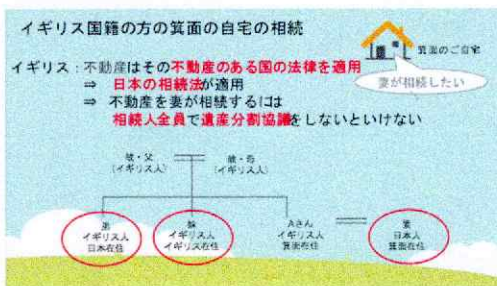 イギリス国籍の方の箕面の自宅の相続
箕面のご自宅
妻が相続したい
イギリス：不動産はその不動産のある国の法律を適用
⇒ 日本の相続法が適用
⇒ 不動産を妻が相続するには
相続人全員で遺産分割協議をしないといけない
故・父
(イギリス人)
故・母
(イギリス人)
弟
イギリス人
日本在住
妹
イギリス人
イギリス在住
Aさん
イギリス人
箕面在住
妻
日本人
箕面在住